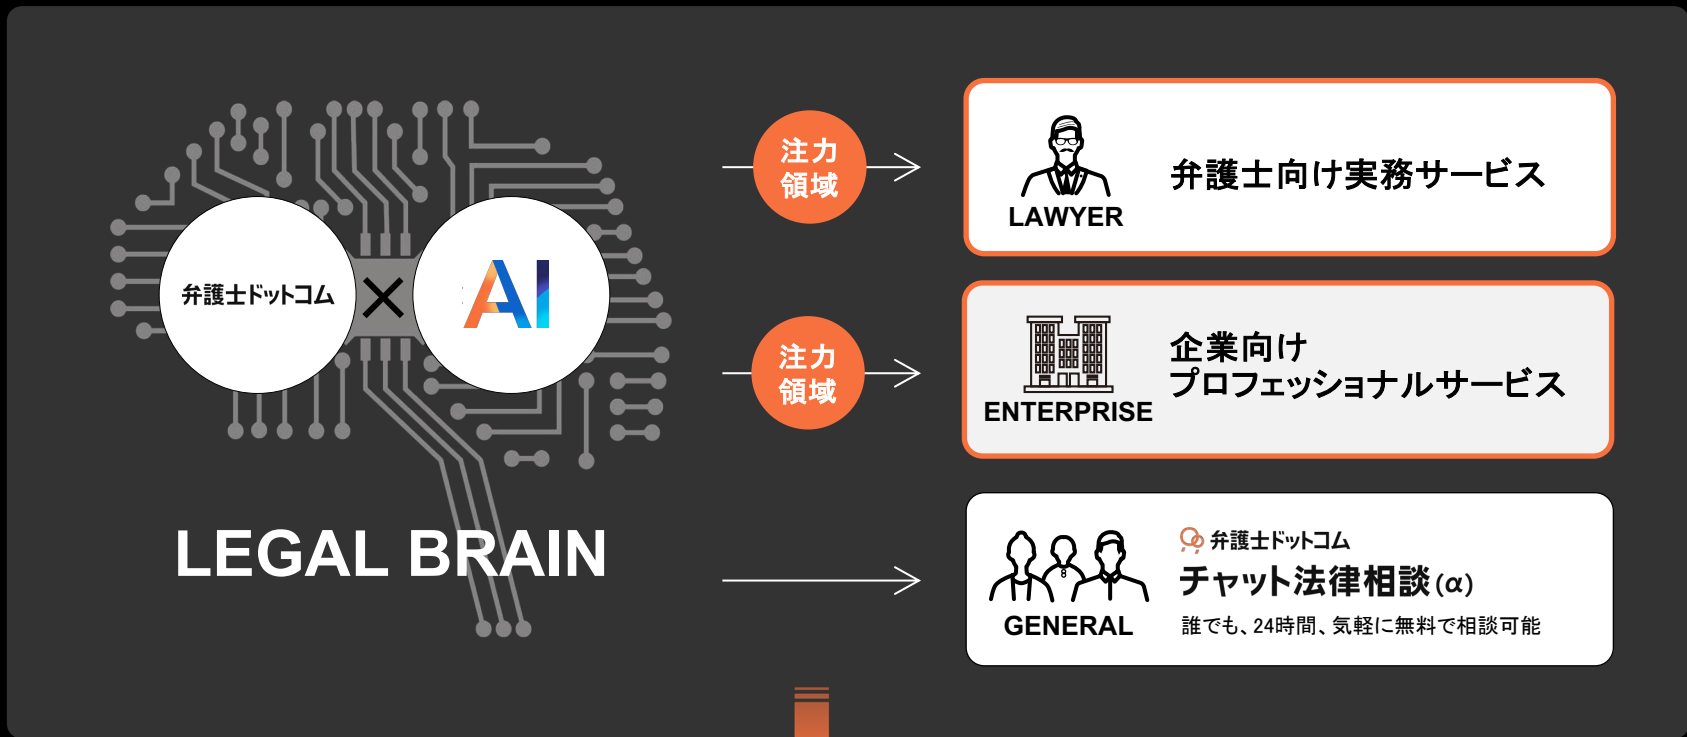 弁護士ドットコム
×
AI
LEGAL BRAIN
注力
領域
LAWYER
弁護士向け実務サービス
注力
領域
ENTERPRISE
企業向け
プロフェッショナルサービス
GENERAL
弁護士ドットコム
チャット法律相談(α)
誰でも、24時間、気軽に無料で相談可能